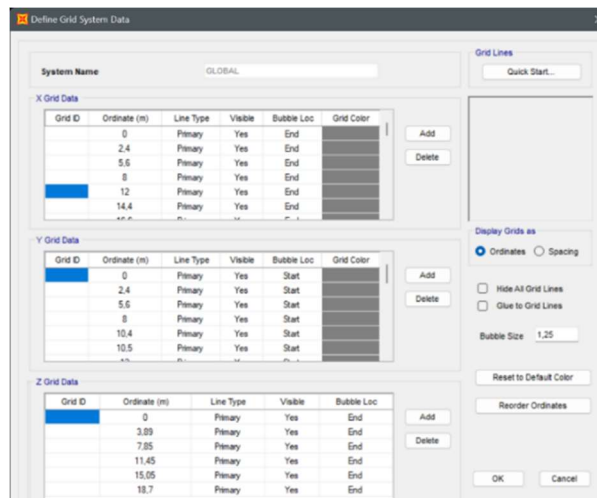 Define Grid System Data
Grid Lines
System Name GLOBAL
Quick Start...
X Grid Data
Grid ID Ordinate (m) Line Type Visible Bubble Loc Grid Color
0 Primary Yes End
2,4 Primary Yes End
5,6 Primary Yes End
8 Primary Yes End
12 Primary Yes End
14,4 Primary Yes End
Add
Delete
Y Grid Data
Grid ID Ordinate (m) Line Type Visible Bubble Loc Grid Color
0 Primary Yes Start
2,4 Primary Yes Start
5,6 Primary Yes Start
8 Primary Yes Start
10,4 Primary Yes Start
10,5 Primary Yes Start
Add
Delete
Display Grids as
Ordinates Spacing
Hide All Grid Lines
Glue to Grid Lines
Bubble Size 1,25
Z Grid Data
Grid ID Ordinate (m) Line Type Visible Bubble Loc
0 Primary Yes End
3,89 Primary Yes End
7,85 Primary Yes End
11,45 Primary Yes End
15,05 Primary Yes End
18,7 Primary Yes End
Add
Delete
Reset to Default Color
Reorder Ordinates
OK Cancel